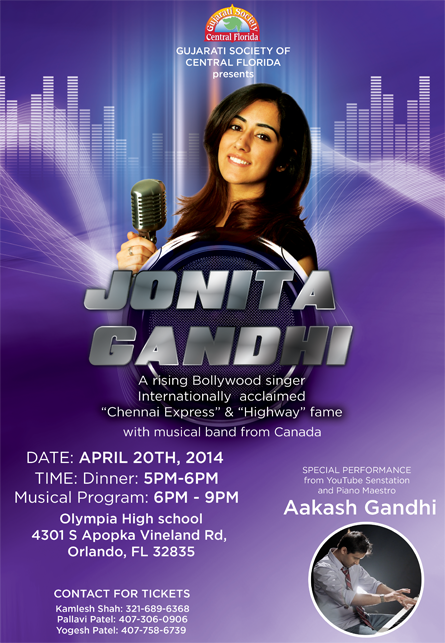 Gujarati Society
Central Florida
GUJARATI SOCIETY OF
CENTRAL FLORIDA
presents
JONITA
GANDHI
A rising Bollywood singer
Internationally acclaimed
“Chennai Express” & “Highway” fame
with musical band from Canada
DATE: APRIL 20TH, 2014
TIME: Dinner: 5PM-6PM
Musical Program: 6PM - 9PM
Olympia High school
4301 S Apopka Vineland Rd,
Orlando, FL 32835
SPECIAL PERFORMANCE
from YouTube Senstation
and Piano Maestro
Aakash Gandhi
CONTACT FOR TICKETS
Kamlesh Shah: 321-689-6368
Pallavi Patel: 407-306-0906
Yogesh Patel: 407-758-6739